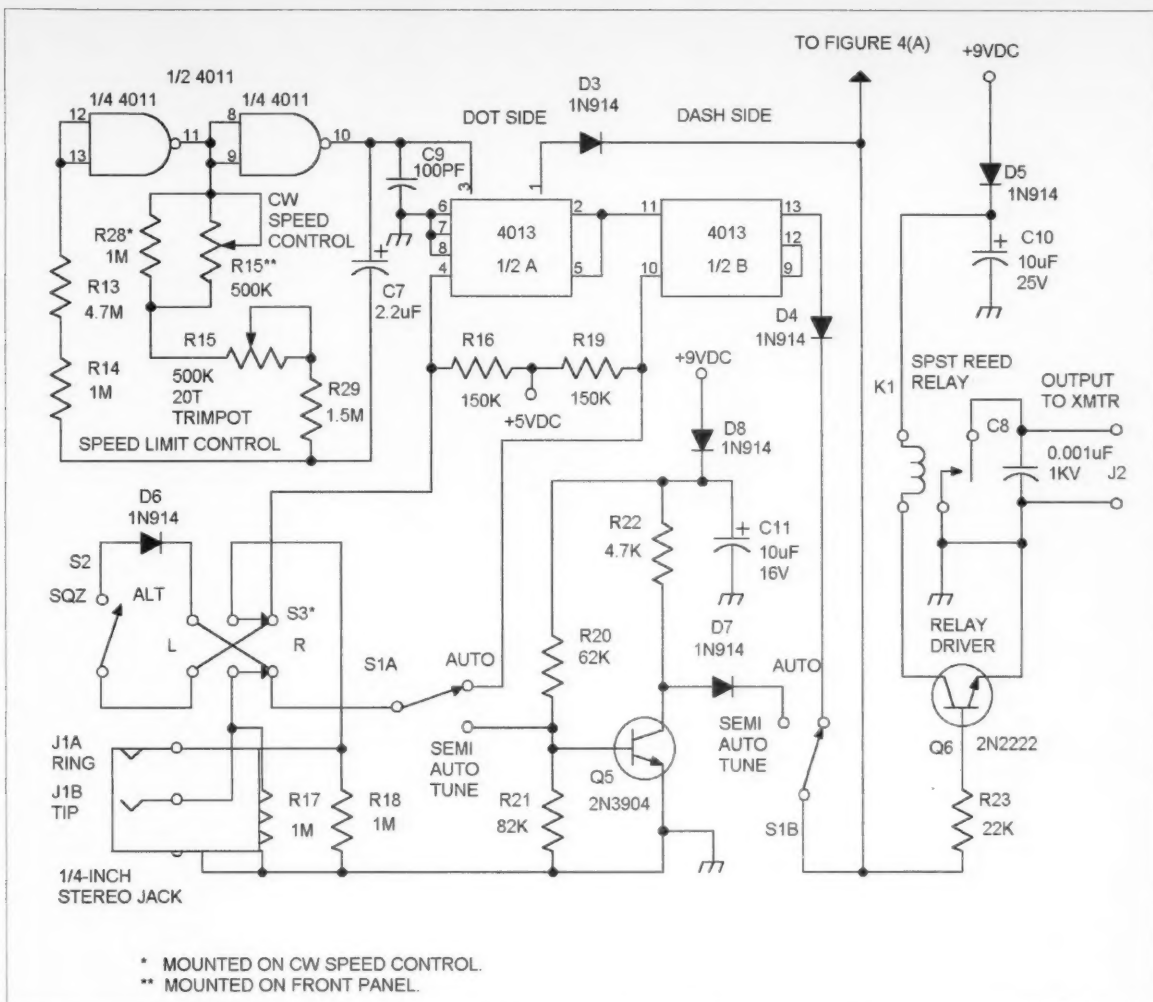 TO FIGURE 4(A)
+9VDC
1/2 4011
1/4 4011
1/4 4011
12
13
11
8
9
10
C9
100PF
3
DOT SIDE
D3
1N914
DASH SIDE
1
D5
1N914
C10
10uF
25V
CW
SPEED
CONTROL
R28*
1M
R15**
500K
R13
4.7M
R14
1M
R15
500K
20T
TRIMPOT
R29
1.5M
SPEED LIMIT CONTROL
C7
+
2.2uF
6
7
8
4
4013
1/2 A
2
5
11
10
4013
1/2 B
13
12
9
D4
1N914
R16
150K
+5VDC
R19
150K
+9VDC
D8
1N914
K1
SPST REED
RELAY
C8
0.001uF
1KV
OUTPUT
TO XMTR
J2
D6
1N914
S2
SQZ
ALT
L
S3*
R
S1A
AUTO
SEMI
AUTO
TUNE
R22
4.7K
+
C11
10uF
16V
R20
62K
D7
1N914
AUTO
SEMI
AUTO
TUNE
S1B
RELAY
DRIVER
Q6
2N2222
R23
22K
J1A
RING
J1B
TIP
R17
1M
R18
1M
R21
82K
Q5
2N3904
1/4-INCH
STEREO JACK
* MOUNTED ON CW SPEED CONTROL.
** MOUNTED ON FRONT PANEL.